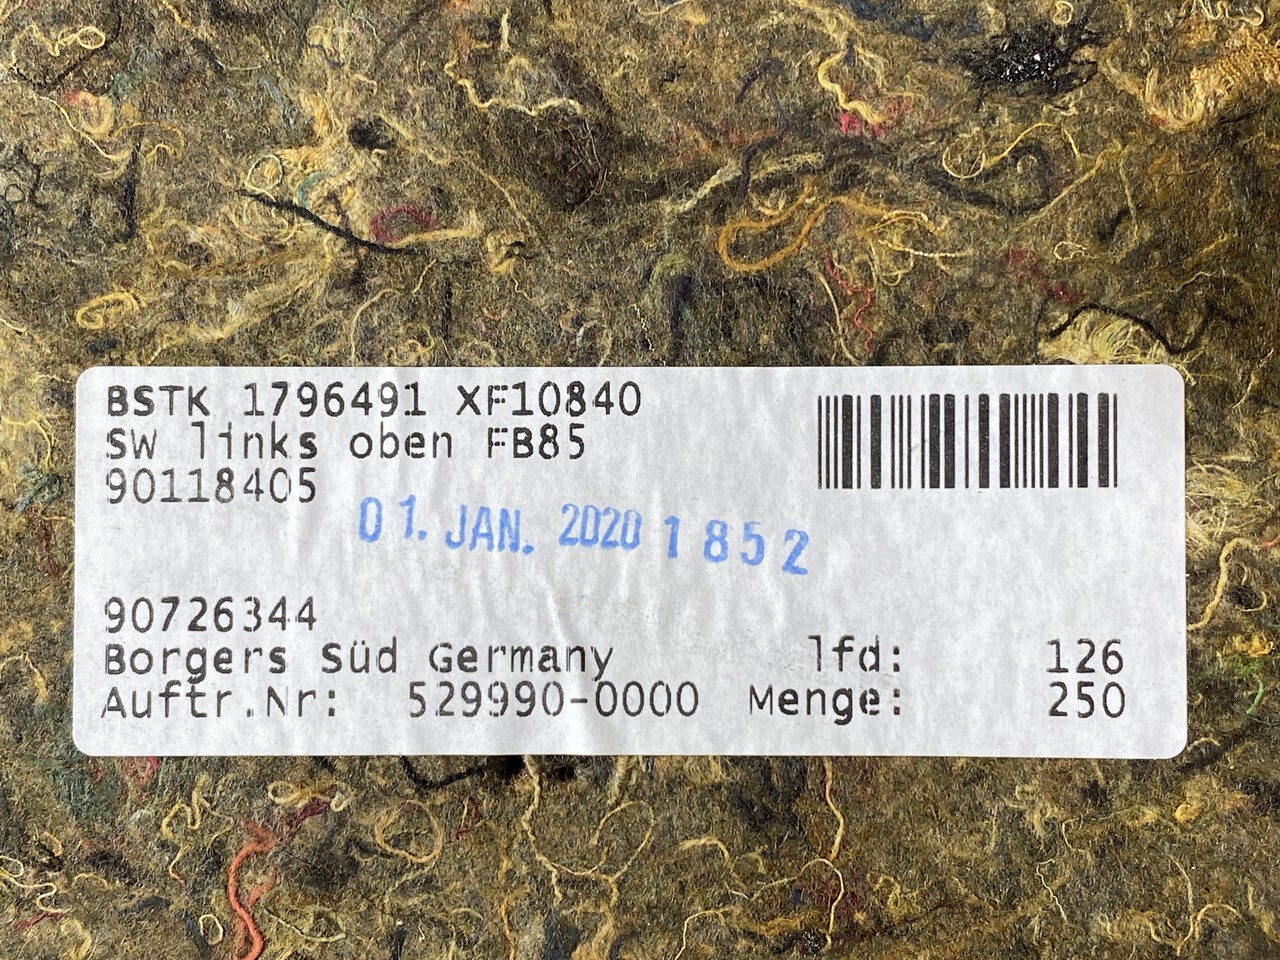 BSTK 1796491 XF10840
SW links oben FB85
90118405
01. JAN. 2020 1852
90726344
Borgers Süd Germany lfd: 126
Auftr.Nr: 529990-0000 Menge: 250